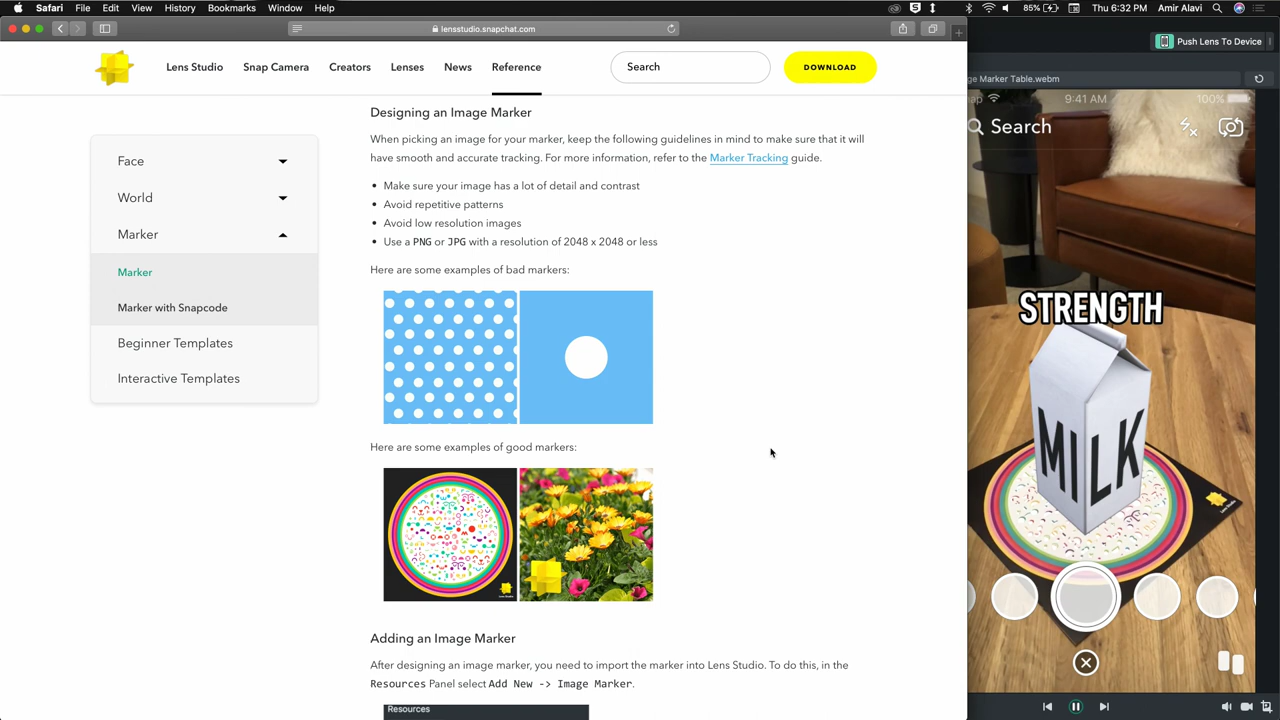 Safari File Edit View History Bookmarks Window Help
86% Thu 6:32 PM Amir Alavi
lensstudio.snapchat.com
Push Lens To Device
Lens Studio Snap Camera Creators Lenses News Reference
Search
DOWNLOAD
ge Marker Table.webm
9:41 AM 100%
Search
Face
World
Marker
Marker
Marker with Snapcode
Beginner Templates
Interactive Templates
Designing an Image Marker
When picking an image for your marker, keep the following guidelines in mind to make sure that it will
have smooth and accurate tracking. For more information, refer to the Marker Tracking guide.
Make sure your image has a lot of detail and contrast
Avoid repetitive patterns
Avoid low resolution images
Use a PNG or JPG with a resolution of 2048 x 2048 or less
Here are some examples of bad markers:
Here are some examples of good markers:
Lens Studio
Adding an Image Marker
After designing an image marker, you need to import the marker into Lens Studio. To do this, in the
Resources Panel select Add New -> Image Marker.
Resources
STRENGTH
MILK